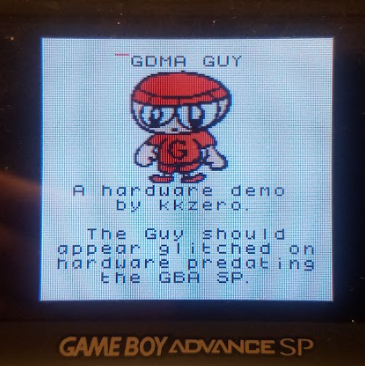 GDMA GUY
G
A hardware demo
by kkzero.
The Guy should
appear glitched on
hardware predating
the GBA SP.
GAME BOY ADVANCE SP